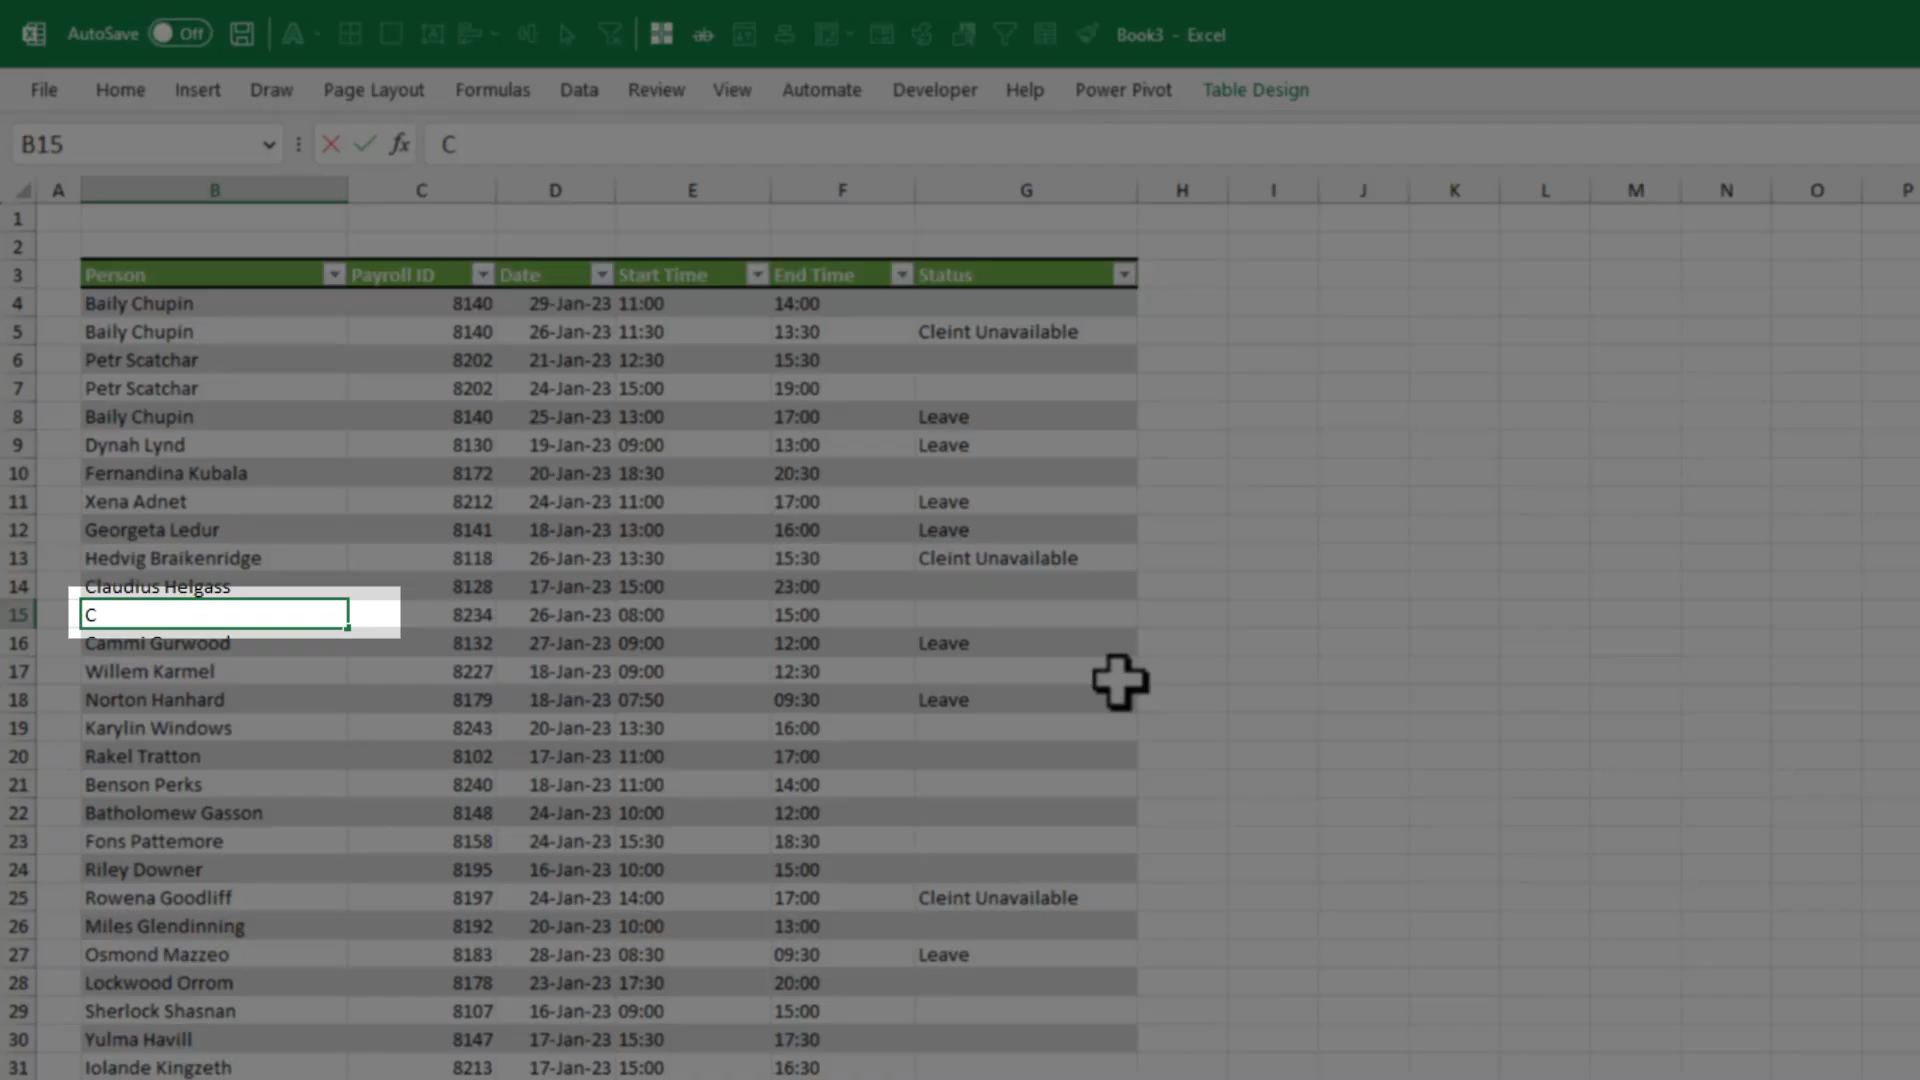 AutoSave Off Book3 - Excel
File Home Insert Draw Page Layout Formulas Data Review View Automate Developer Help Power Pivot Table Design
B15 fx C
A B C D E F G H I J K L M N O P
1
2
3 Person Payroll ID Date Start Time End Time Status
4 Baily Chupin 8140 29-Jan-23 11:00 14:00
5 Baily Chupin 8140 26-Jan-23 11:30 13:30 Cleint Unavailable
6 Petr Scatchar 8202 21-Jan-23 12:30 15:30
7 Petr Scatchar 8202 24-Jan-23 15:00 19:00
8 Baily Chupin 8140 25-Jan-23 13:00 17:00 Leave
9 Dynah Lynd 8130 19-Jan-23 09:00 13:00 Leave
10 Fernandina Kubala 8172 20-Jan-23 18:30 20:30
11 Xena Adnet 8212 24-Jan-23 11:00 17:00 Leave
12 Georgeta Ledur 8141 18-Jan-23 13:00 16:00 Leave
13 Hedvig Braikenridge 8118 26-Jan-23 13:30 15:30 Cleint Unavailable
14 Claudius Helgass 8128 17-Jan-23 15:00 23:00
15 C 8234 26-Jan-23 08:00 15:00
16 Cammi Gurwood 8132 27-Jan-23 09:00 12:00 Leave
17 Willem Karmel 8227 18-Jan-23 09:00 12:30
18 Norton Hanhard 8179 18-Jan-23 07:50 09:30 Leave
19 Karylin Windows 8243 20-Jan-23 13:30 16:00
20 Rakel Tratton 8102 17-Jan-23 11:00 17:00
21 Benson Perks 8240 18-Jan-23 11:00 14:00
22 Batholomew Gasson 8148 24-Jan-23 10:00 12:00
23 Fons Pattemore 8158 24-Jan-23 15:30 18:30
24 Riley Downer 8195 16-Jan-23 10:00 15:00
25 Rowena Goodliff 8197 24-Jan-23 14:00 17:00 Cleint Unavailable
26 Miles Glendinning 8192 20-Jan-23 10:00 13:00
27 Osmond Mazzeo 8183 28-Jan-23 08:30 09:30 Leave
28 Lockwood Orrom 8178 23-Jan-23 17:30 20:00
29 Sherlock Shasnan 8107 16-Jan-23 09:00 15:00
30 Yulma Havill 8147 17-Jan-23 15:30 17:30
31 Iolande Kingzeth 8213 17-Jan-23 15:00 16:30